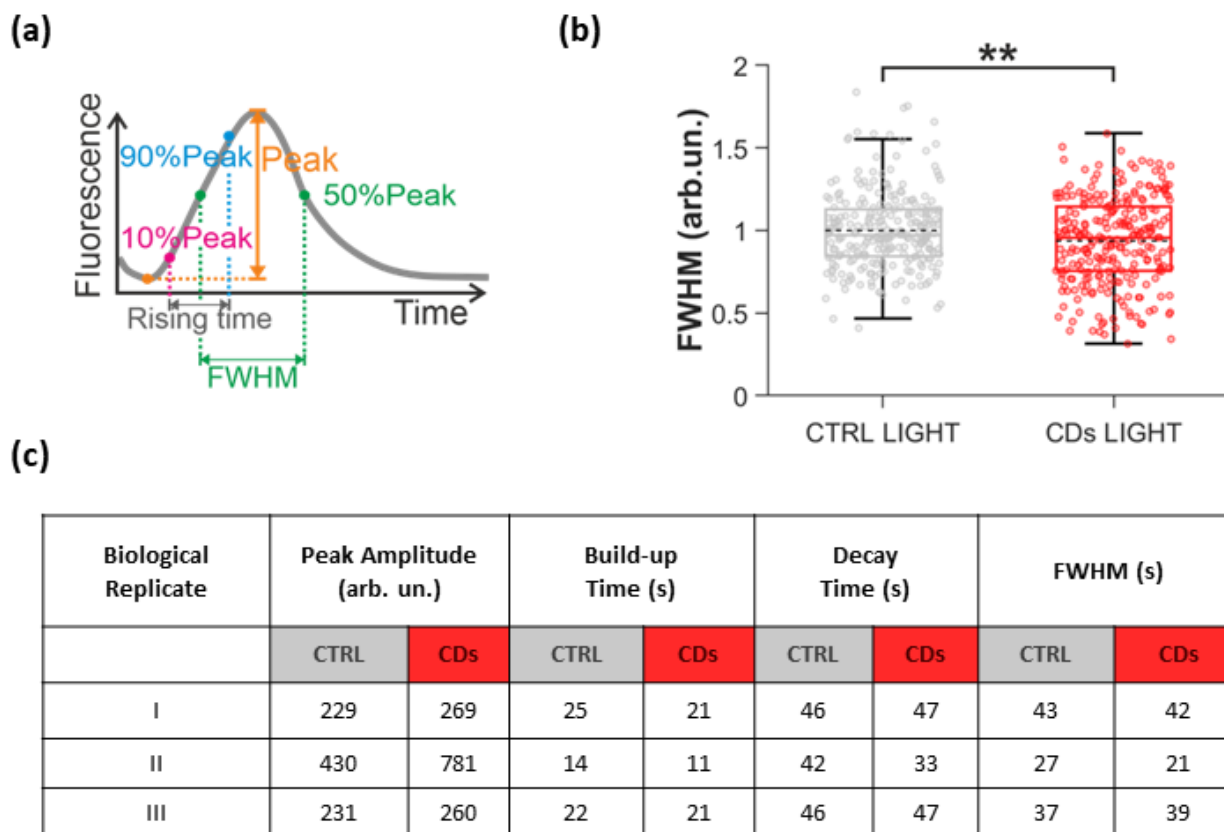 (a)
Fluorescence
90%Peak
Peak
50%Peak
10%Peak
Time
Rising time
FWHM
(b)
FWHM (arb.un.)
2
1.5
1
0.5
0
**
CTRL LIGHT CDs LIGHT
(c)
Biological Replicate Peak Amplitude (arb. un.) Build-up Time (s) Decay Time (s) FWHM (s)
CTRL CDs CTRL CDs CTRL CDs CTRL CDs
I 229 269 25 21 46 47 43 42
II 430 781 14 11 42 33 27 21
III 231 260 22 21 46 47 37 39